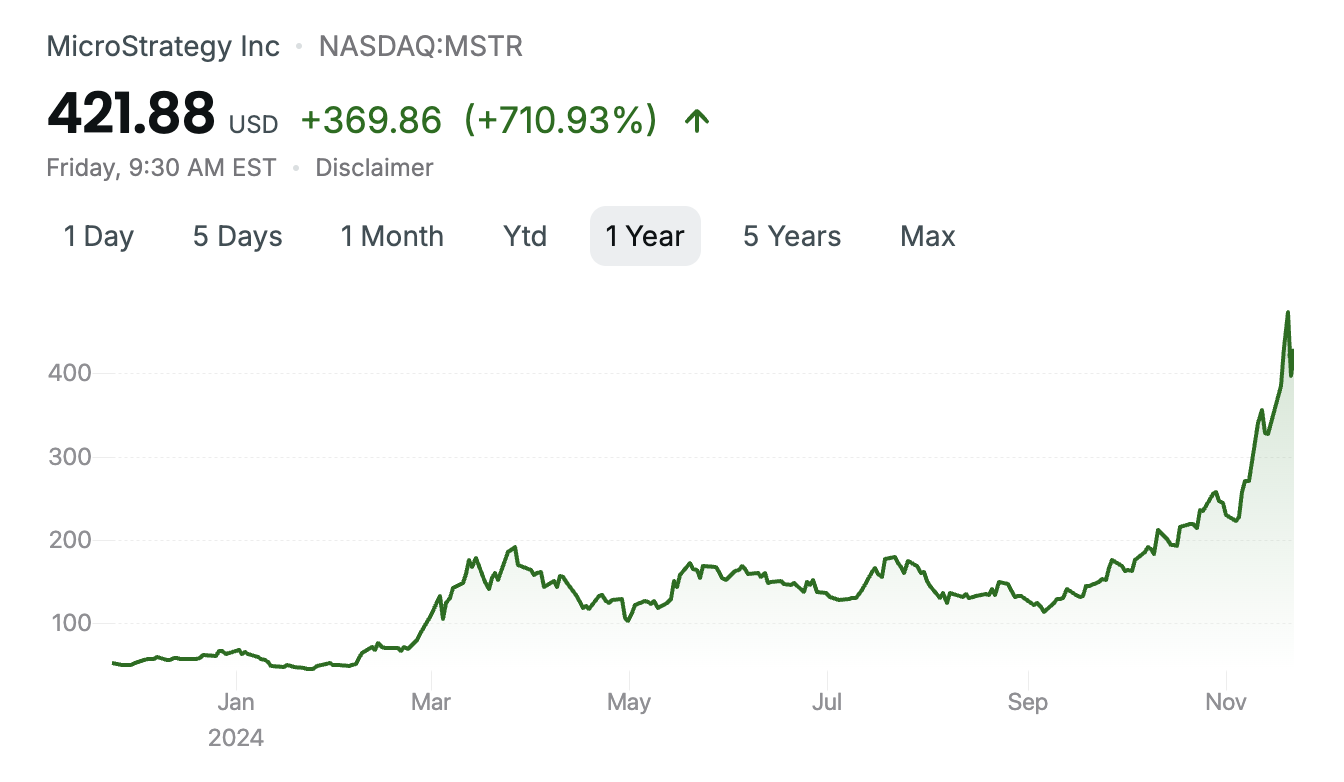 MicroStrategy Inc • NASDAQ:MSTR
421.88 USD +369.86 (+710.93%) ↑
Friday, 9:30 AM EST • Disclaimer
1 Day 5 Days 1 Month Ytd 1 Year 5 Years Max
400
300
200
100
Jan Mar May Jul Sep Nov
2024